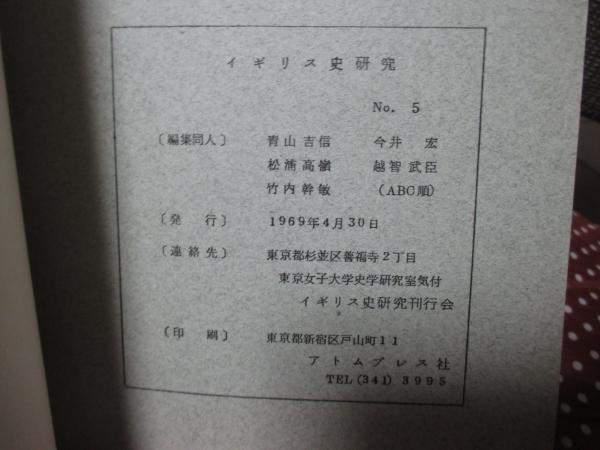 イギリス史研究
No. 5
〔編集同人〕 青山吉信 今井 宏
松浦高嶺 越智武臣
竹内幹敏 (ABC順)
〔発 行〕 1969年4月30日
〔連絡先〕 東京都杉並区善福寺2丁目
東京女子大学史学研究室気付
イギリス史研究刊行会
〔印 刷〕 東京都新宿区戸山町11
アトムプレス社
TEL (341) 3995